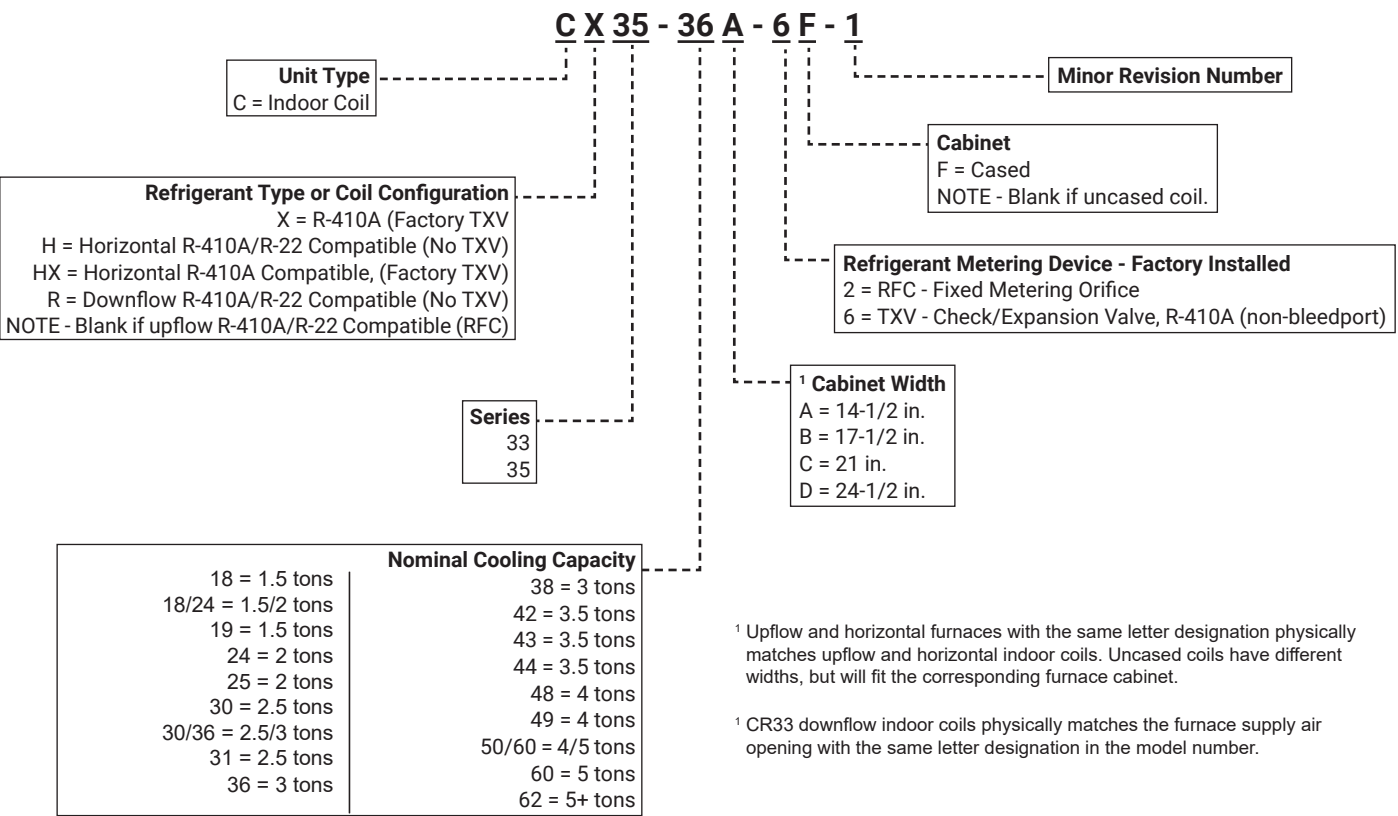 C X 35 - 36 A - 6 F - 1
Unit Type
C = Indoor Coil
Minor Revision Number
Cabinet
F = Cased
NOTE - Blank if uncased coil.
Refrigerant Type or Coil Configuration
X = R-410A (Factory TXV
H = Horizontal R-410A/R-22 Compatible (No TXV)
HX = Horizontal R-410A Compatible, (Factory TXV)
R = Downflow R-410A/R-22 Compatible (No TXV)
NOTE - Blank if upflow R-410A/R-22 Compatible (RFC)
Refrigerant Metering Device - Factory Installed
2 = RFC - Fixed Metering Orifice
6 = TXV - Check/Expansion Valve, R-410A (non-bleedport)
1 Cabinet Width
A = 14-1/2 in.
B = 17-1/2 in.
C = 21 in.
D = 24-1/2 in.
Series
33
35
Nominal Cooling Capacity
18 = 1.5 tons
18/24 = 1.5/2 tons
19 = 1.5 tons
24 = 2 tons
25 = 2 tons
30 = 2.5 tons
30/36 = 2.5/3 tons
31 = 2.5 tons
36 = 3 tons
38 = 3 tons
42 = 3.5 tons
43 = 3.5 tons
44 = 3.5 tons
48 = 4 tons
49 = 4 tons
50/60 = 4/5 tons
60 = 5 tons
62 = 5+ tons
1 Upflow and horizontal furnaces with the same letter designation physically
matches upflow and horizontal indoor coils. Uncased coils have different
widths, but will fit the corresponding furnace cabinet.
1 CR33 downflow indoor coils physically matches the furnace supply air
opening with the same letter designation in the model number.